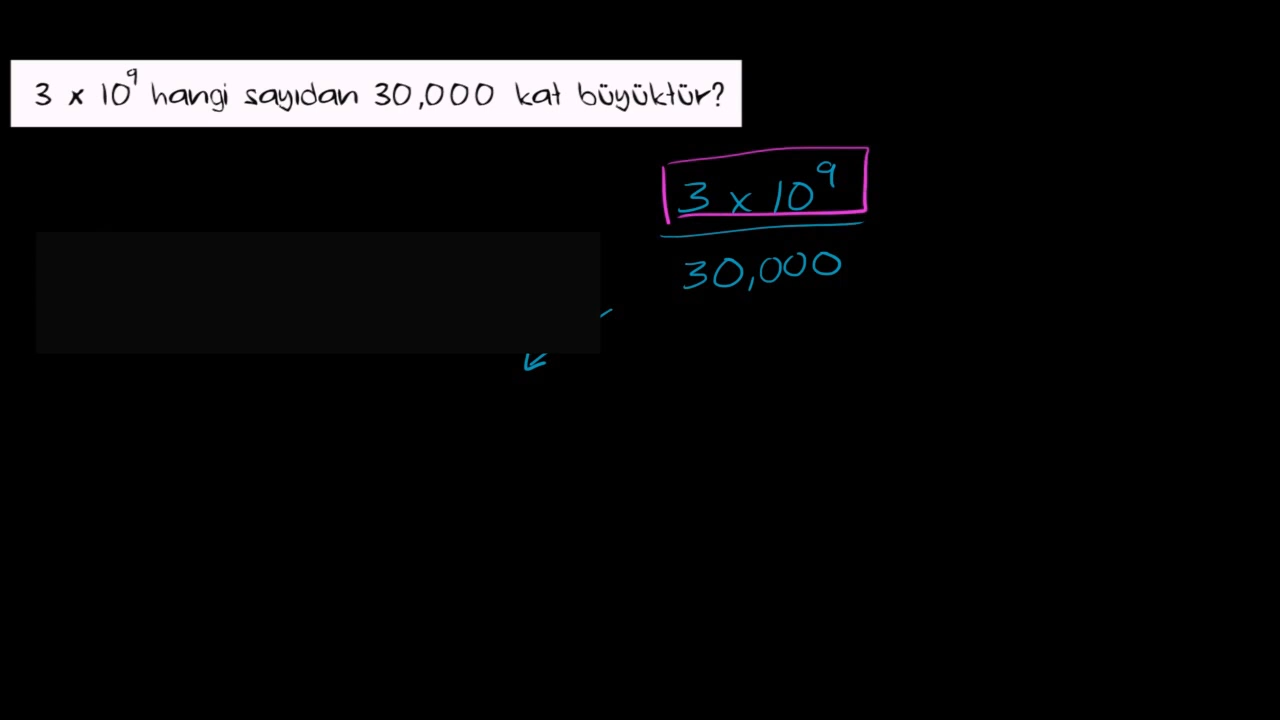 3 x 10⁹ hangi sayıdan 30,000 kat büyüktür?
3 x 10⁹
30,000